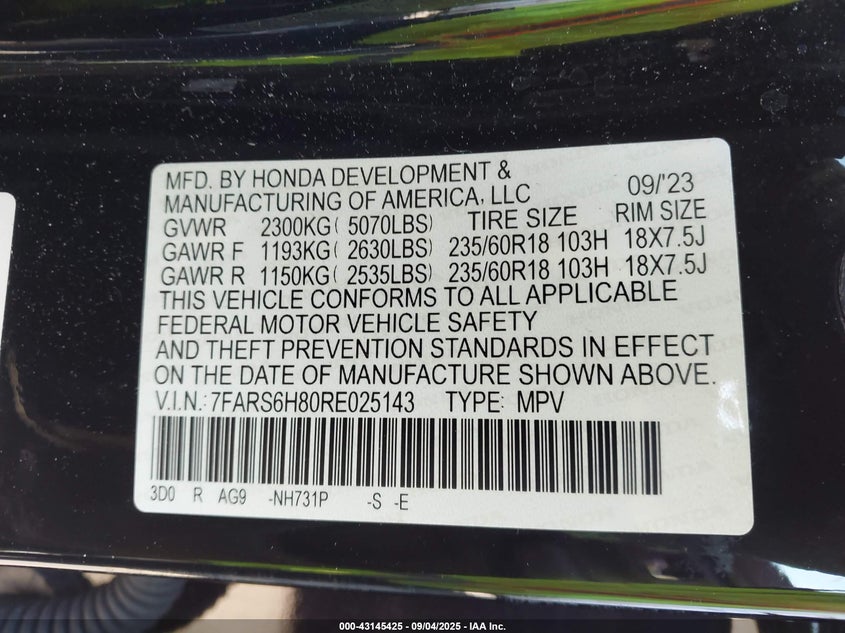 MFD. BY HONDA DEVELOPMENT &
MANUFACTURING OF AMERICA, LLC 09/'23
GVWR 2300KG( 5070LBS) TIRE SIZE RIM SIZE
GAWR F 1193KG( 2630LBS) 235/60R18 103H 18X7.5J
GAWR R 1150KG( 2535LBS) 235/60R18 103H 18X7.5J
THIS VEHICLE CONFORMS TO ALL APPLICABLE
FEDERAL MOTOR VEHICLE SAFETY
AND THEFT PREVENTION STANDARDS IN EFFECT
ON THE DATE OF MANUFACTURE SHOWN ABOVE.
V.I.N.: 7FARS6H80RE025143 TYPE: MPV
3D0 R AG9 -NH731P -S -E
000-43145425 - 09/04/2025 - IAA Inc.